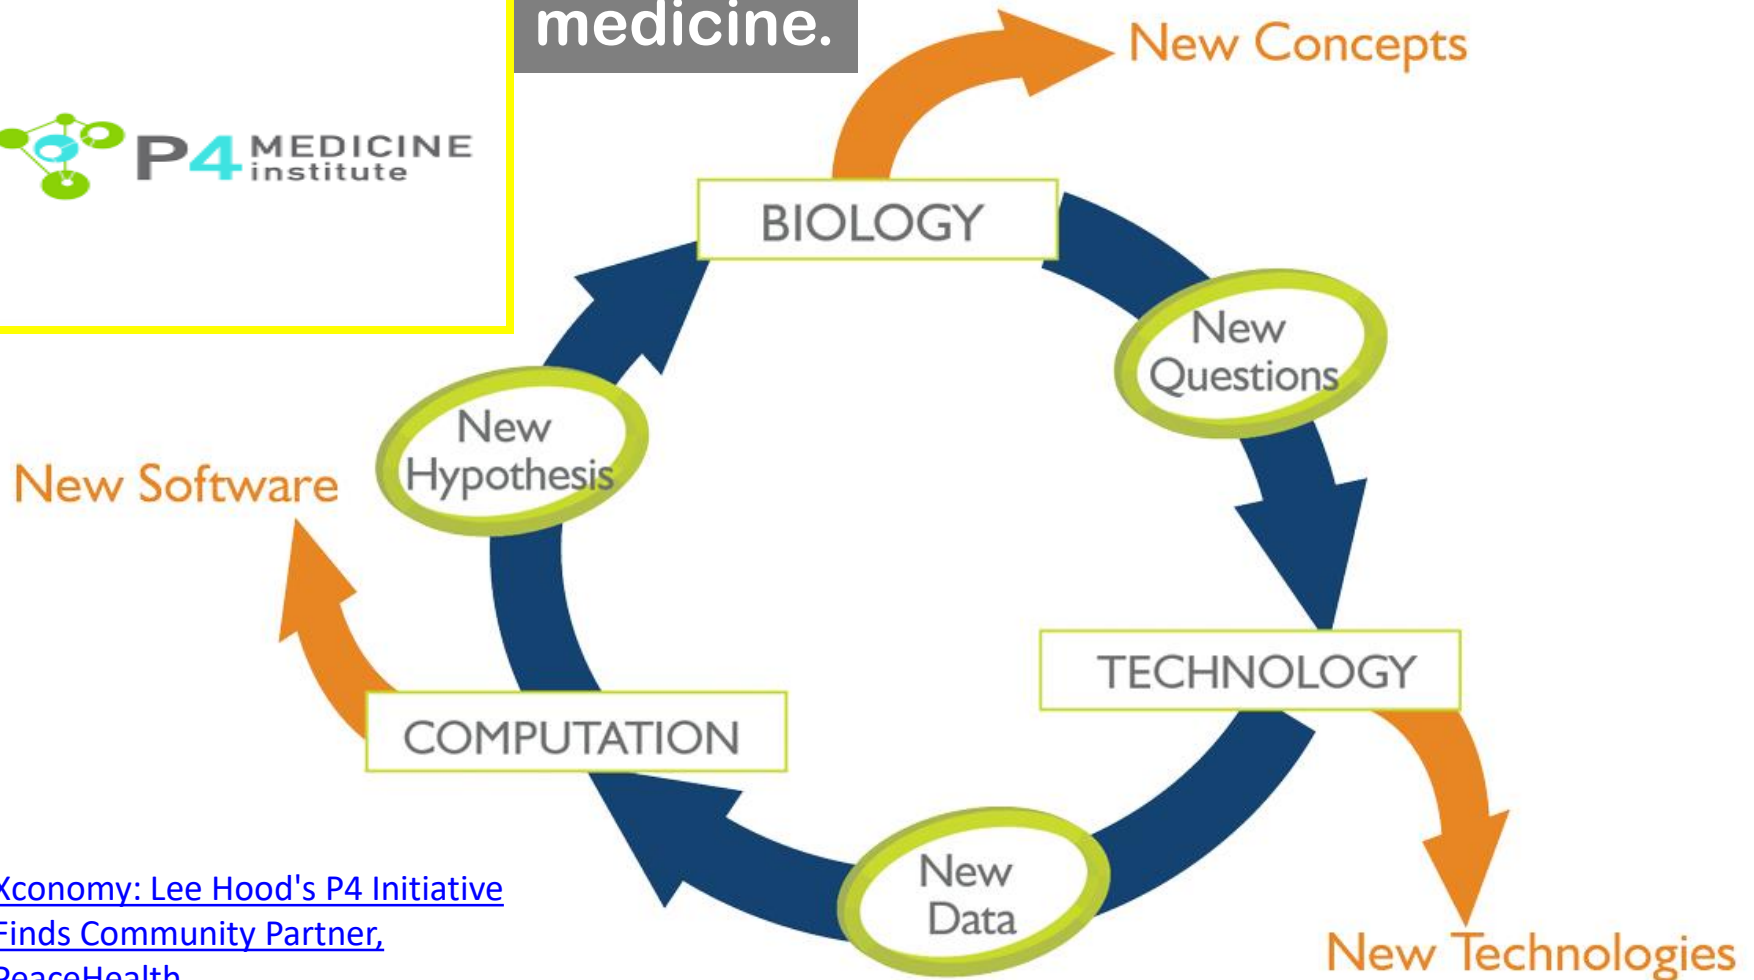 medicine.
New Concepts
P4 MEDICINE
institute
BIOLOGY
New
Questions
New
Hypothesis
New Software
TECHNOLOGY
COMPUTATION
New
Data
Xconomy: Lee Hood's P4 Initiative
Finds Community Partner,
PeaceHealth
New Technologies